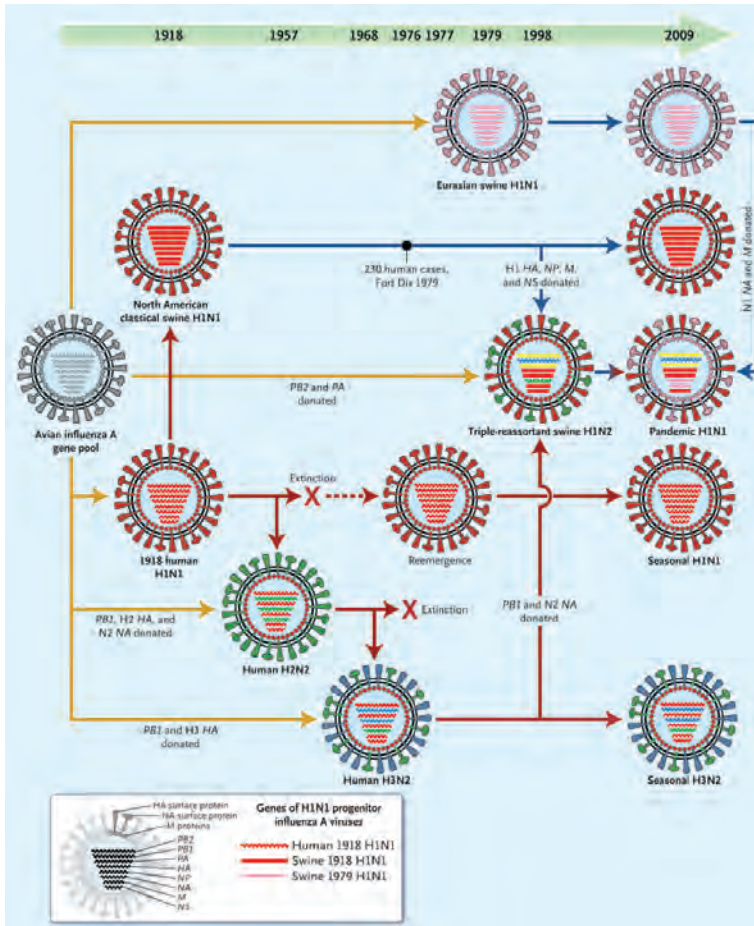 1918 1957 1968 1976 1977 1979 1998 2009
Eurasian swine H1N1
N1 NA and M donated
230 human cases,
Fort Dix 1979
H1 HA, NP, M,
and NS donated
North American
classical swine H1N1
PB2 and PA
donated
Avian influenza A
gene pool
Triple-reassortant swine H1N2
Pandemic H1N1
Extinction
X
1918 human
H1N1
Reemergence
Seasonal H1N1
PB1, H2 HA, and
N2 NA donated
X Extinction
PB1 and N2 NA
donated
Human H2N2
PB1 and H3 HA
donated
Human H3N2
Seasonal H3N2
HA surface protein
NA surface protein
M proteins
PB2
PB1
PA
HA
NP
NA
M
NS
Genes of H1N1 progenitor
influenza A viruses
Human 1918 H1N1
Swine 1918 H1N1
Swine 1979 H1N1